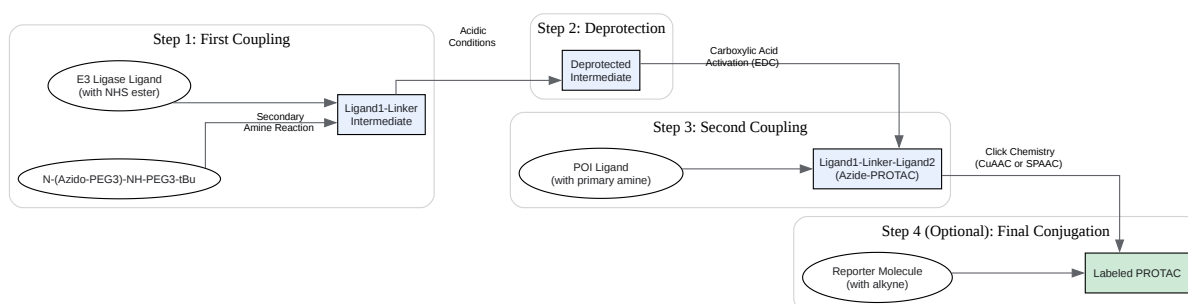 Step 1: First Coupling
E3 Ligase Ligand
(with NHS ester)
Secondary
Amine Reaction
N-(Azido-PEG3)-NH-PEG3-tBu
Ligand1-Linker
Intermediate
Acidic
Conditions
Step 2: Deprotection
Deprotected
Intermediate
Carboxylic Acid
Activation (EDC)
Step 3: Second Coupling
POI Ligand
(with primary amine)
Ligand1-Linker-Ligand2
(Azide-PROTAC)
Click Chemistry
(CuAAC or SPAAC)
Step 4 (Optional): Final Conjugation
Reporter Molecule
(with alkyne)
Labeled PROTAC